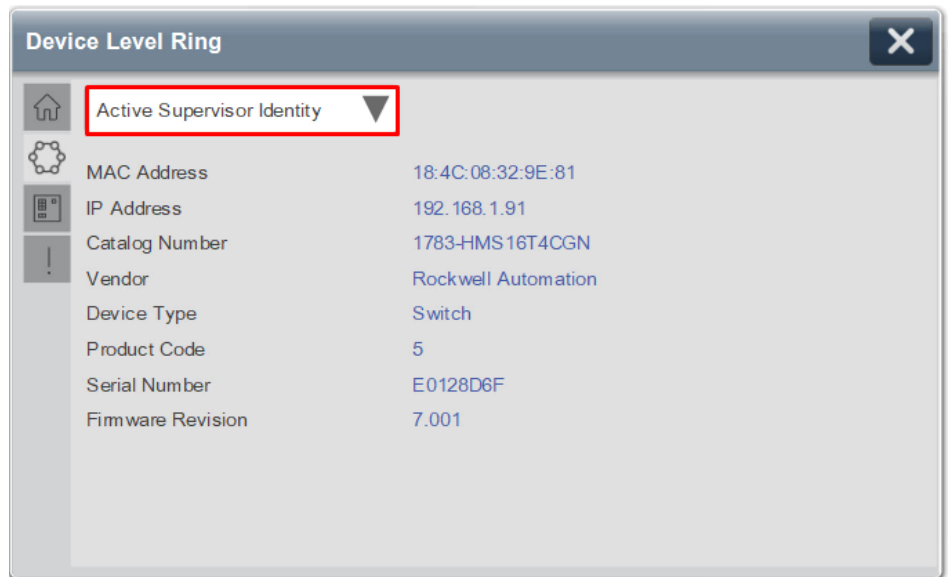 Device Level Ring
Active Supervisor Identity
MAC Address 18:4C:08:32:9E:81
IP Address 192.168.1.91
Catalog Number 1783-HMS16T4CGN
Vendor Rockwell Automation
Device Type Switch
Product Code 5
Serial Number E0128D6F
Firmware Revision 7.001